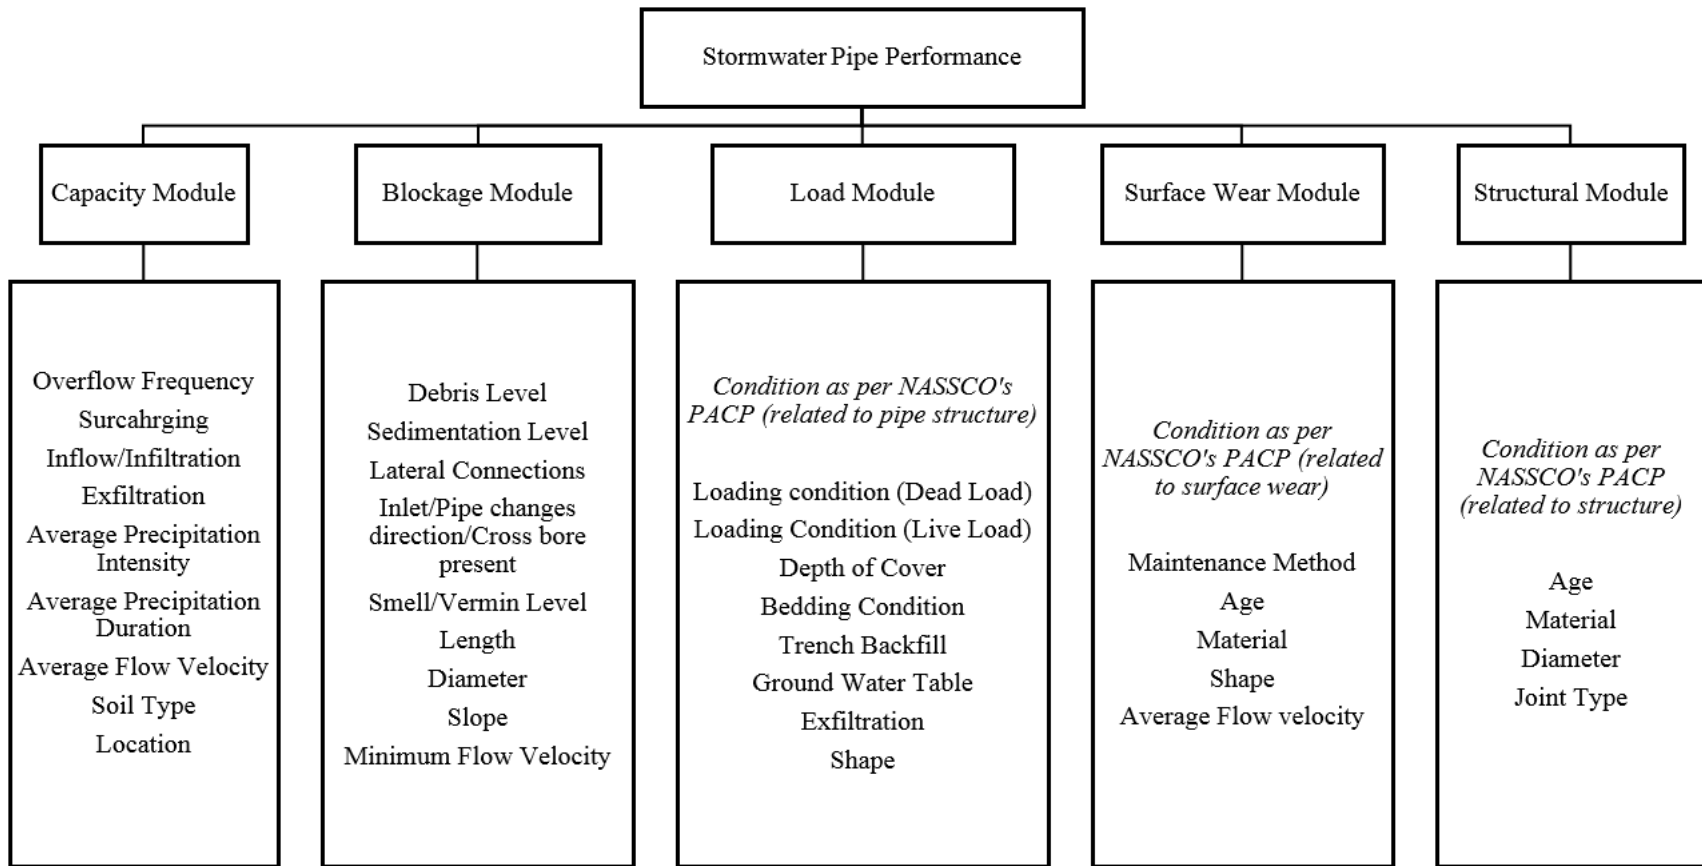 Stormwater Pipe Performance
Capacity Module
Blockage Module
Load Module
Surface Wear Module
Structural Module
Overflow Frequency
Surcahrging
Inflow/Infiltration
Exfiltration
Average Precipitation
Intensity
Average Precipitation
Duration
Average Flow Velocity
Soil Type
Location
Debris Level
Sedimentation Level
Lateral Connections
Inlet/Pipe changes
direction/Cross bore
present
Smell/Vermin Level
Length
Diameter
Slope
Minimum Flow Velocity
Condition as per NASSCO's
PACP (related to pipe structure)
Loading condition (Dead Load)
Loading Condition (Live Load)
Depth of Cover
Bedding Condition
Trench Backfill
Ground Water Table
Exfiltration
Shape
Condition as per
NASSCO's PACP (related
to surface wear)
Maintenance Method
Age
Material
Shape
Average Flow velocity
Condition as per
NASSCO's PACP
(related to structure)
Age
Material
Diameter
Joint Type